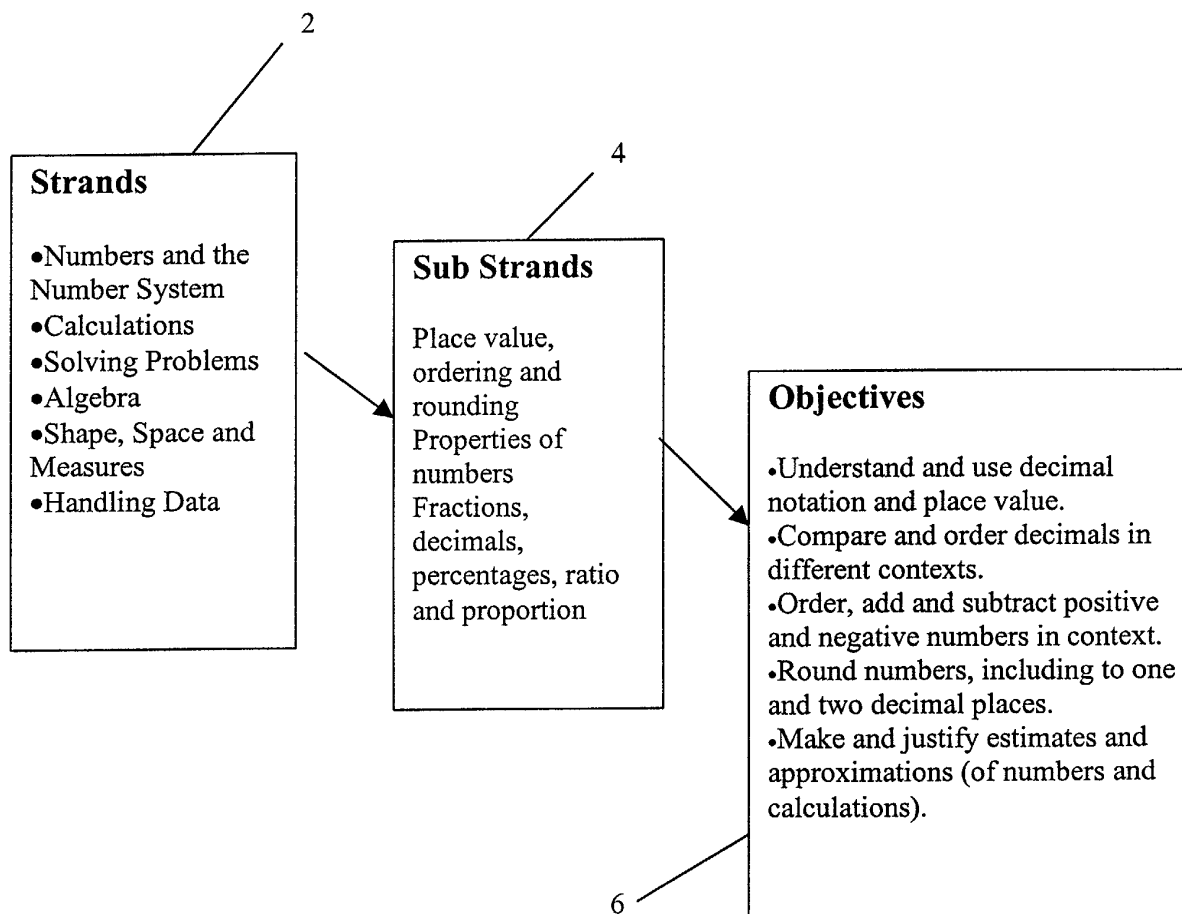 2
Strands
•Numbers and the
Number System
•Calculations
•Solving Problems
•Algebra
•Shape, Space and
Measures
•Handling Data
4
Sub Strands
Place value,
ordering and
rounding
Properties of
numbers
Fractions,
decimals,
percentages, ratio
and proportion
Objectives
•Understand and use decimal
notation and place value.
•Compare and order decimals in
different contexts.
•Order, add and subtract positive
and negative numbers in context.
•Round numbers, including to one
and two decimal places.
•Make and justify estimates and
approximations (of numbers and
calculations).
6